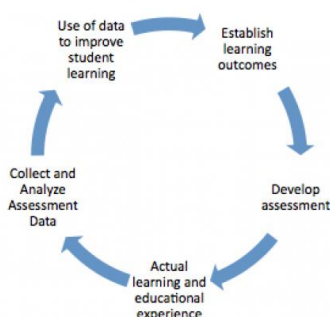 Use of data
to improve
student
learning
Establish
learning
outcomes
Develop
assessment
Actual
learning and
educational
experience
Collect and
Analyze
Assessment
Data